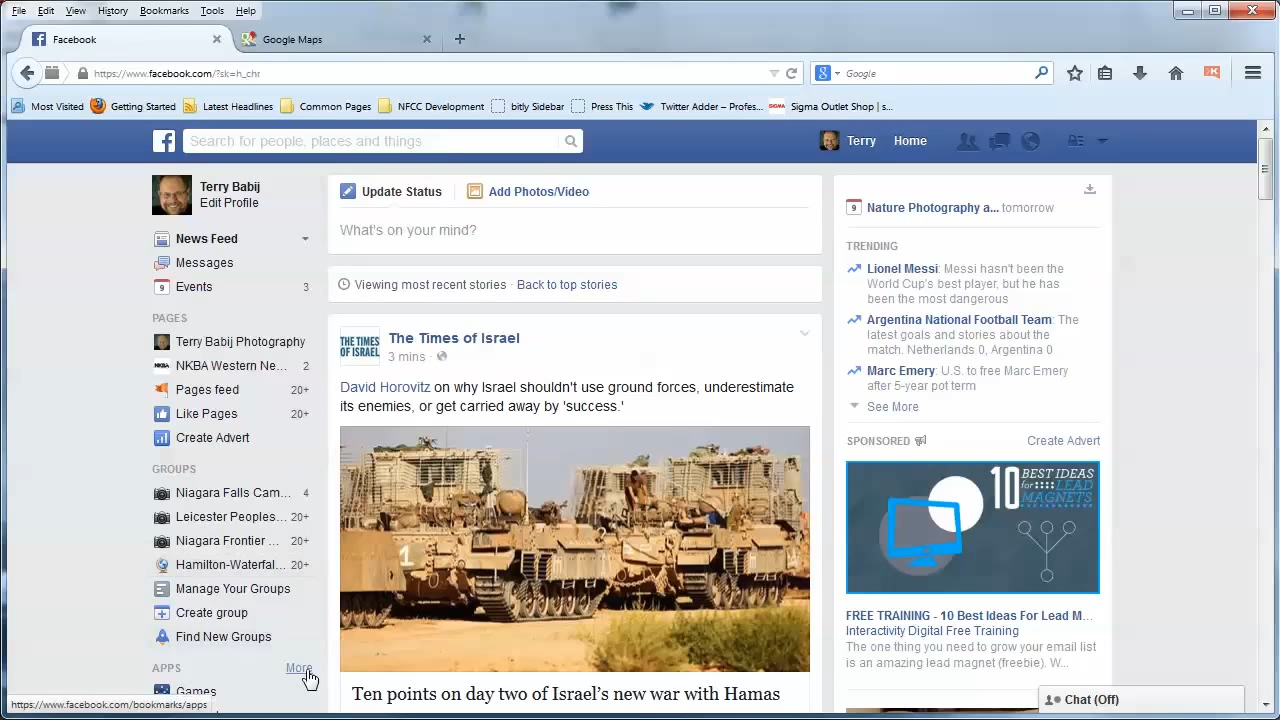 File Edit View History Bookmarks Tools Help
Facebook
Google Maps
https://www.facebook.com/?sk=h_chr
Google
Most Visited Getting Started Latest Headlines Common Pages NFCC Development bitly Sidebar Press This Twitter Adder – Profes... SIGMA Sigma Outlet Shop | s...
Search for people, places and things
Terry Home
Terry Babij
Edit Profile
News Feed
Messages
9 Events 3
PAGES
Terry Babij Photography
NKBA NKBA Western Ne... 2
Pages feed 20+
Like Pages 20+
Create Advert
GROUPS
Niagara Falls Cam... 4
Leicester Peoples... 20+
Niagara Frontier ... 20+
Hamilton-Waterfal... 20+
Manage Your Groups
Create group
Find New Groups
APPS More
Games
https://www.facebook.com/bookmarks/apps
Update Status Add Photos/Video
What's on your mind?
Viewing most recent stories · Back to top stories
THE TIMES
OF ISRAEL
The Times of Israel
3 mins ·
David Horovitz on why Israel shouldn't use ground forces, underestimate
its enemies, or get carried away by 'success.'
1
Ten points on day two of Israel's new war with Hamas
9 Nature Photography a... tomorrow
TRENDING
Lionel Messi: Messi hasn't been the
World Cup's best player, but he has
been the most dangerous
Argentina National Football Team: The
latest goals and stories about the
match. Netherlands 0, Argentina 0
Marc Emery: U.S. to free Marc Emery
after 5-year pot term
See More
SPONSORED Create Advert
10 BEST IDEAS
for LEAD
MAGNETS
FREE TRAINING - 10 Best Ideas For Lead M...
Interactivity Digital Free Training
The one thing you need to grow your email list
is an amazing lead magnet (freebie). W...
Chat (Off)